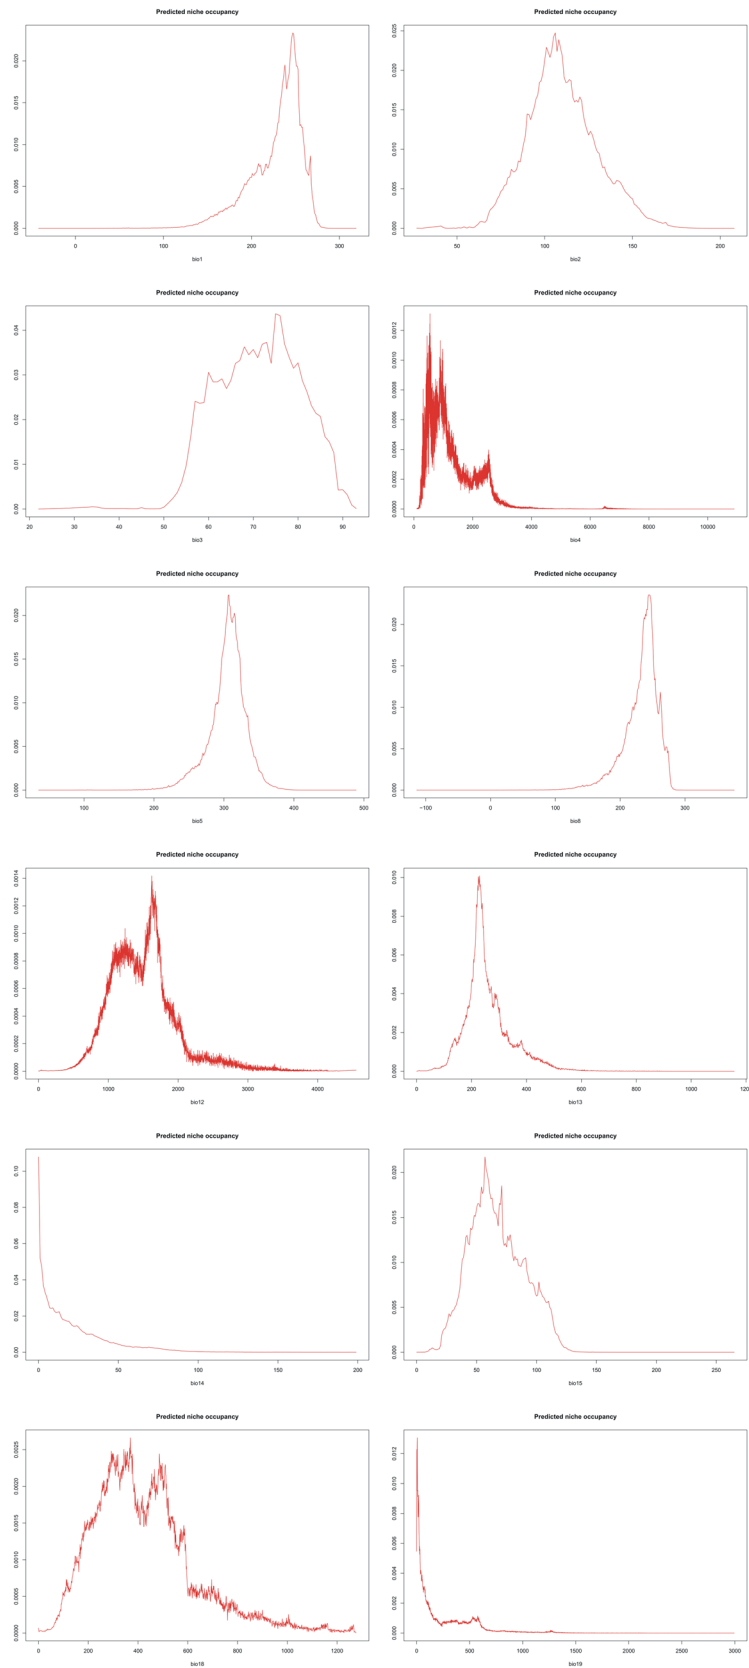 Predicted niche occupancy
0.000 0.005 0.010 0.015 0.020
0 100 200 300
bio1
Predicted niche occupancy
0.000 0.005 0.010 0.015 0.020 0.025
50 100 150 200
bio2
Predicted niche occupancy
0.00 0.01 0.02 0.03 0.04
20 30 40 50 60 70 80 90
bio3
Predicted niche occupancy
0.0000 0.0002 0.0004 0.0006 0.0008 0.0010 0.0012
0 2000 4000 6000 8000 10000
bio4
Predicted niche occupancy
0.000 0.005 0.010 0.015 0.020
100 200 300 400 500
bio5
Predicted niche occupancy
0.000 0.005 0.010 0.015 0.020
−100 0 100 200 300
bio8
Predicted niche occupancy
0.0000 0.0002 0.0004 0.0006 0.0008 0.0010 0.0012 0.0014
0 1000 2000 3000 4000
bio12
Predicted niche occupancy
0.000 0.002 0.004 0.006 0.008 0.010
0 200 400 600 800 1000 120
bio13
Predicted niche occupancy
0.00 0.02 0.04 0.06 0.08 0.10
0 50 100 150 200
bio14
Predicted niche occupancy
0.000 0.005 0.010 0.015 0.020
0 50 100 150 200 250
bio15
Predicted niche occupancy
0.0000 0.0005 0.0010 0.0015 0.0020 0.0025
0 200 400 600 800 1000 1200
bio18
Predicted niche occupancy
0.000 0.002 0.004 0.006 0.008 0.010 0.012
0 500 1000 1500 2000 2500 3000
bio19